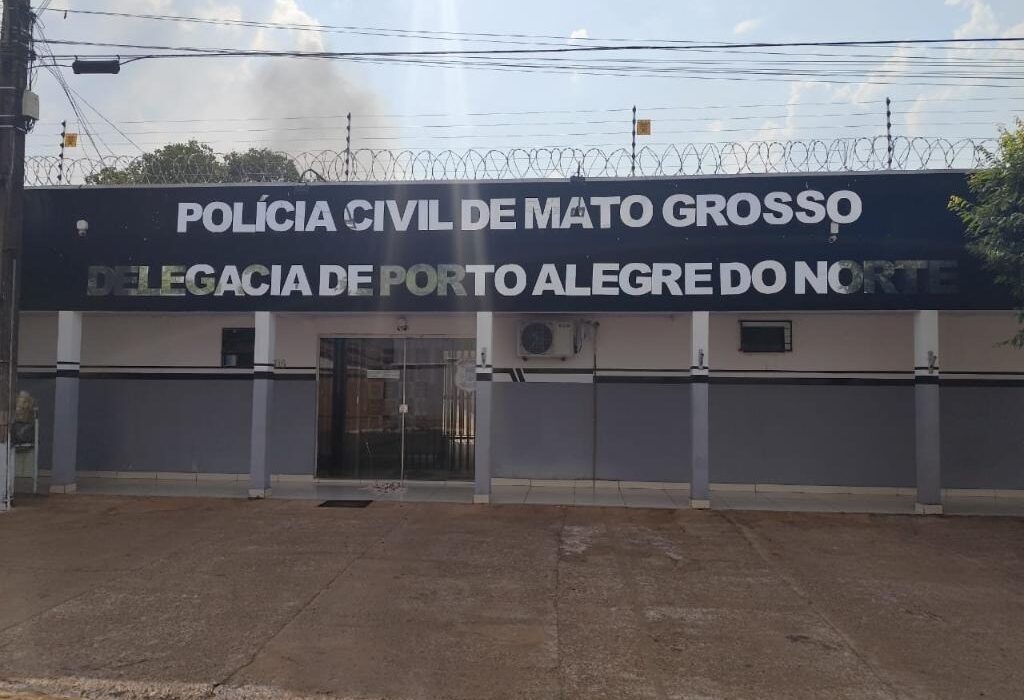 POLÍCIA CIVIL DE MATO GROSSO
DELEGACIA DE PORTO ALEGRE DO NORTE